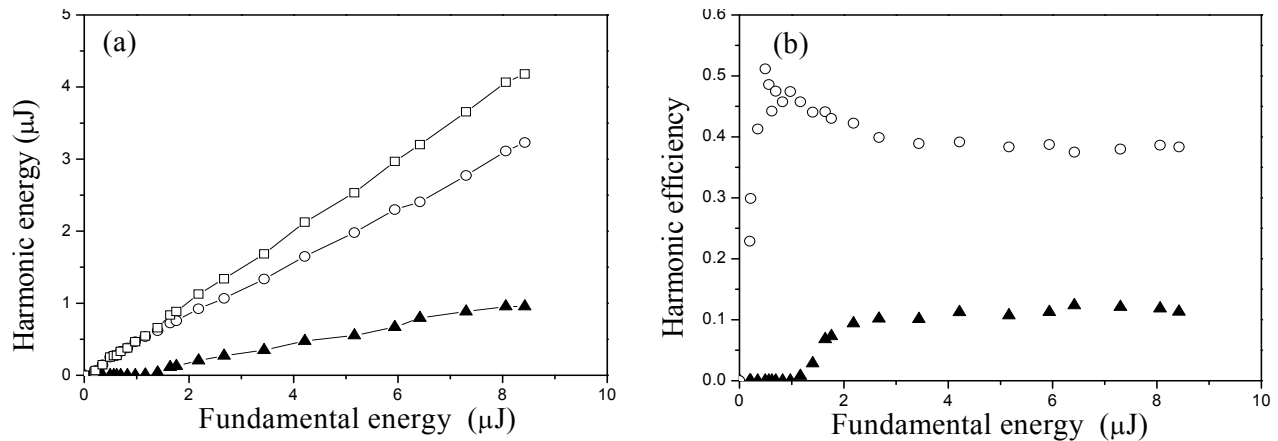 (a)
Harmonic energy (μJ)
5
4
3
2
1
0
0 2 4 6 8 10
Fundamental energy (μJ)
(b)
Harmonic efficiency
0.6
0.5
0.4
0.3
0.2
0.1
0.0
0 2 4 6 8 10
Fundamental energy (μJ)